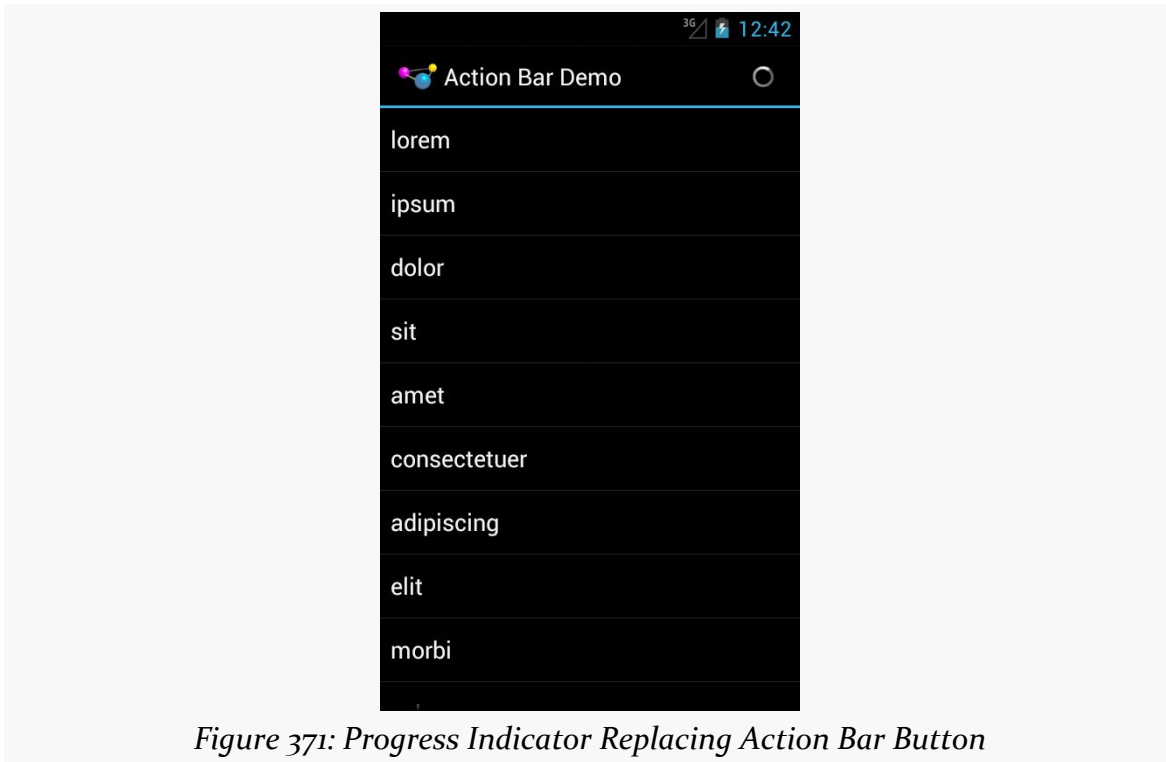 3G 12:42
Action Bar Demo
lorem
ipsum
dolor
sit
amet
consectetuer
adipiscing
elit
morbi
Figure 371: Progress Indicator Replacing Action Bar Button